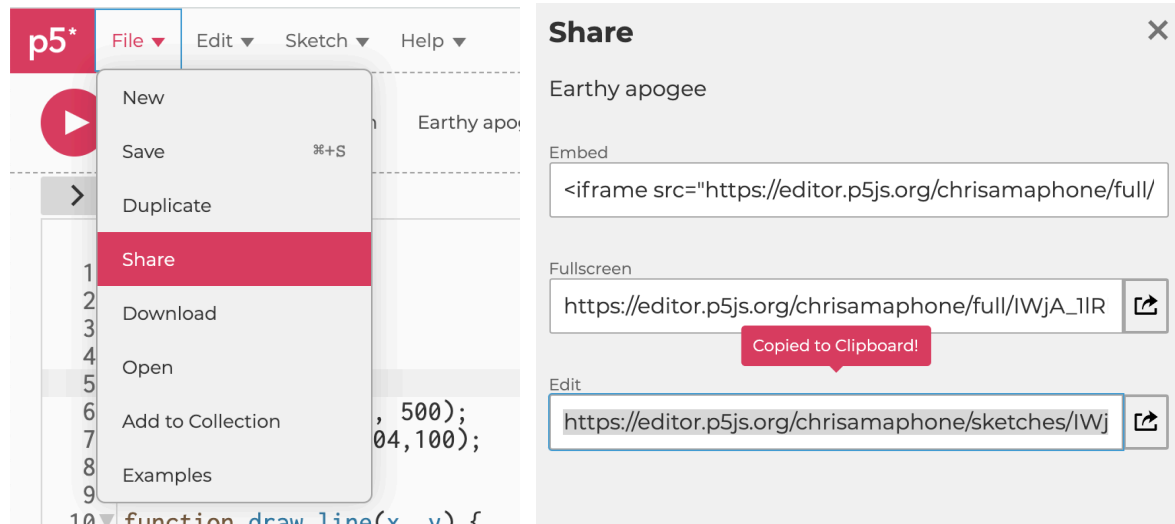 p5*
File
Edit
Sketch
Help
New
Save ⌘+S
Duplicate
Share
Download
Open
Add to Collection
Examples
Earthy
1
2
3
4
5
6 , 500);
7 04,100);
8
9
10 function draw_line(x, y) {
Share
Earthy apogee
Embed
<iframe src="https://editor.p5js.org/chrisamaphone/full/
Fullscreen
https://editor.p5js.org/chrisamaphone/full/IWjA_1lR
Copied to Clipboard!
Edit
https://editor.p5js.org/chrisamaphone/sketches/IWj